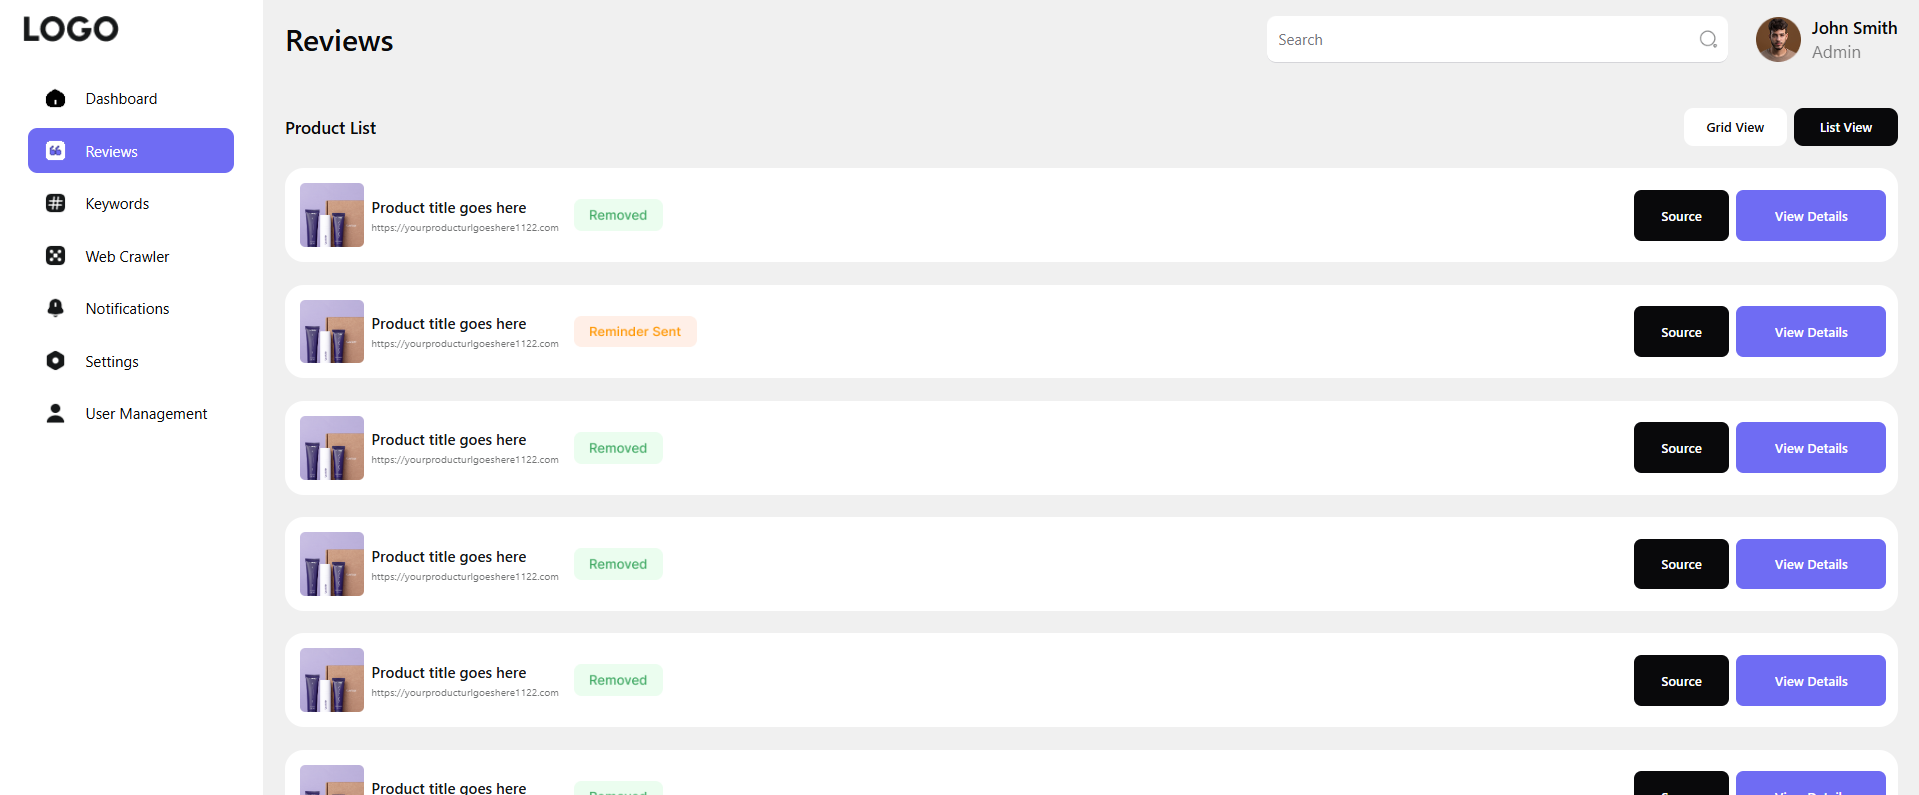 LOGO
Dashboard
Reviews
Keywords
Web Crawler
Notifications
Settings
User Management
Reviews
Search
John Smith
Admin
Product List
Grid View
List View
Product title goes here
https://yourproducturlgoeshere1122.com
Removed
Source
View Details
Product title goes here
https://yourproducturlgoeshere1122.com
Reminder Sent
Source
View Details
Product title goes here
https://yourproducturlgoeshere1122.com
Removed
Source
View Details
Product title goes here
https://yourproducturlgoeshere1122.com
Removed
Source
View Details
Product title goes here
https://yourproducturlgoeshere1122.com
Removed
Source
View Details
Product title goes here